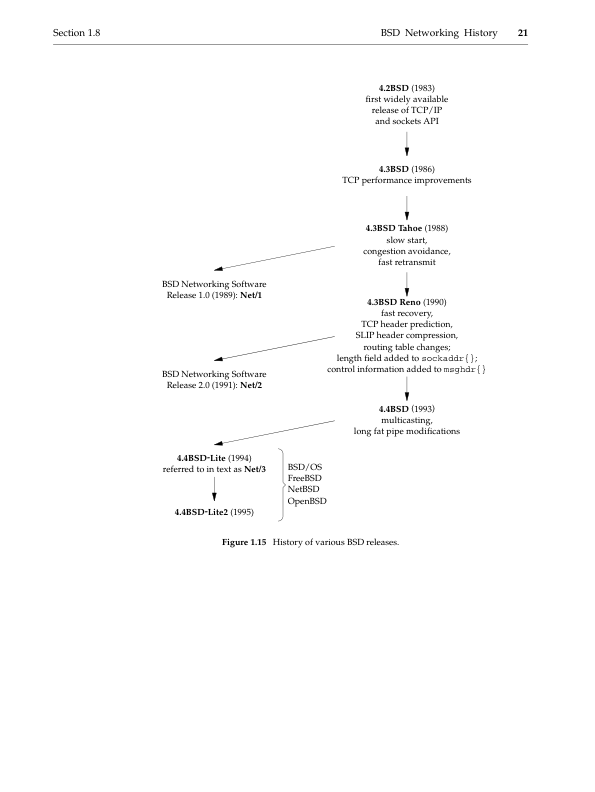 Section 1.8 BSD Networking History 21
4.2BSD (1983)
first widely available
release of TCP/IP
and sockets API
4.3BSD (1986)
TCP performance improvements
4.3BSD Tahoe (1988)
slow start,
congestion avoidance,
fast retransmit
BSD Networking Software
Release 1.0 (1989): Net/1
4.3BSD Reno (1990)
fast recovery,
TCP header prediction,
SLIP header compression,
routing table changes;
length field added to sockaddr{};
control information added to msghdr{}
BSD Networking Software
Release 2.0 (1991): Net/2
4.4BSD (1993)
multicasting,
long fat pipe modifications
4.4BSD-Lite (1994)
referred to in text as Net/3
4.4BSD-Lite2 (1995)
BSD/OS
FreeBSD
NetBSD
OpenBSD
Figure 1.15 History of various BSD releases.